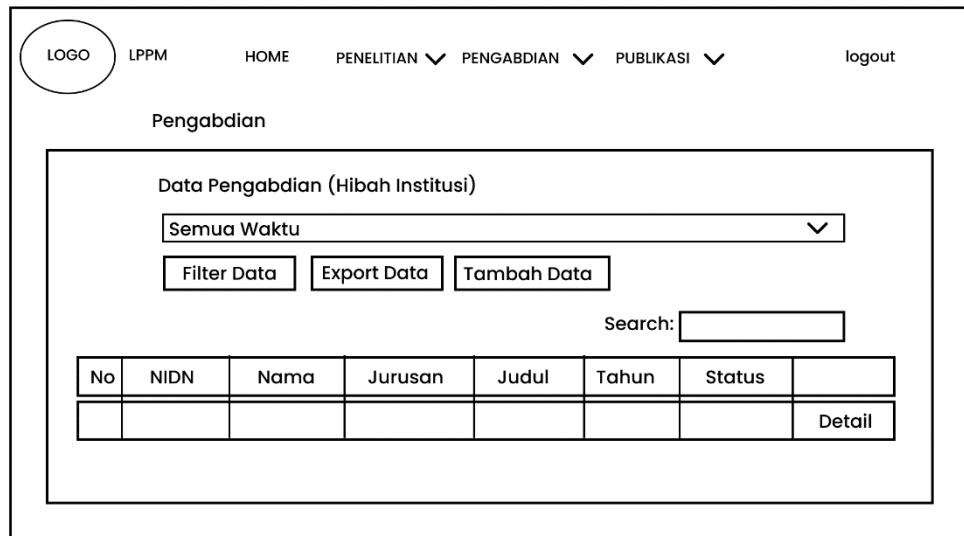 LOGO LPPM HOME PENELITIAN PENGABDIAN PUBLIKASI logout
Pengabdian
Data Pengabdian (Hibah Institusi)
Semua Waktu
Filter Data Export Data Tambah Data
Search:
No NIDN Nama Jurusan Judul Tahun Status
Detail